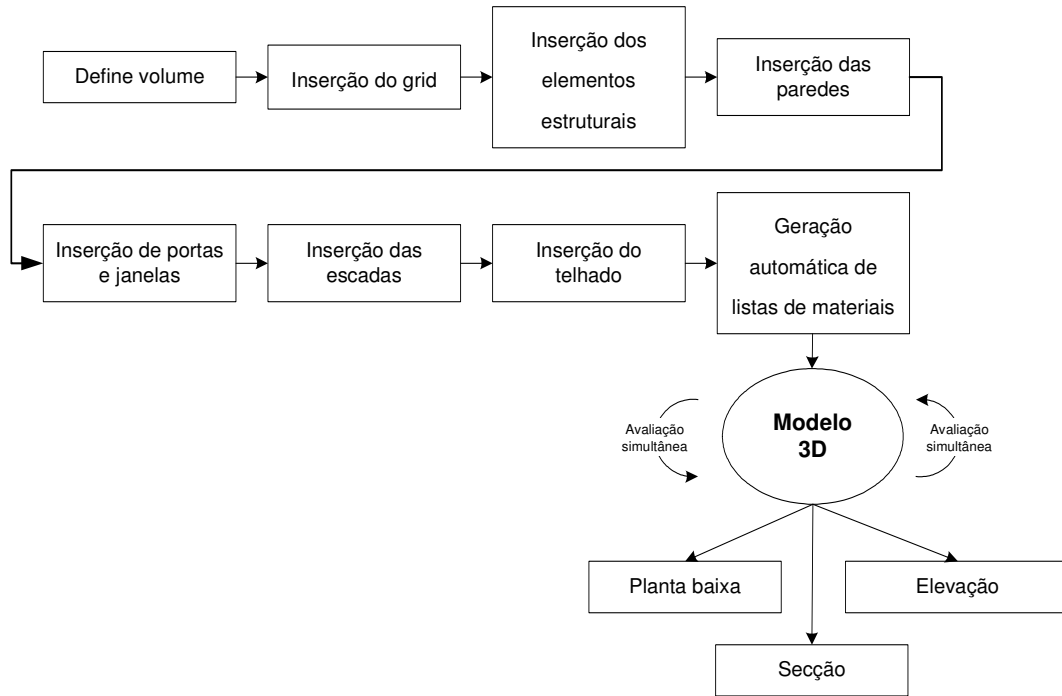 Define volume
Inserção do grid
Inserção dos
elementos
estruturais
Inserção das
paredes
Inserção de portas
e janelas
Inserção das
escadas
Inserção do
telhado
Geração
automática de
listas de materiais
Modelo
3D
Avaliação
simultânea
Avaliação
simultânea
Planta baixa
Elevação
Secção